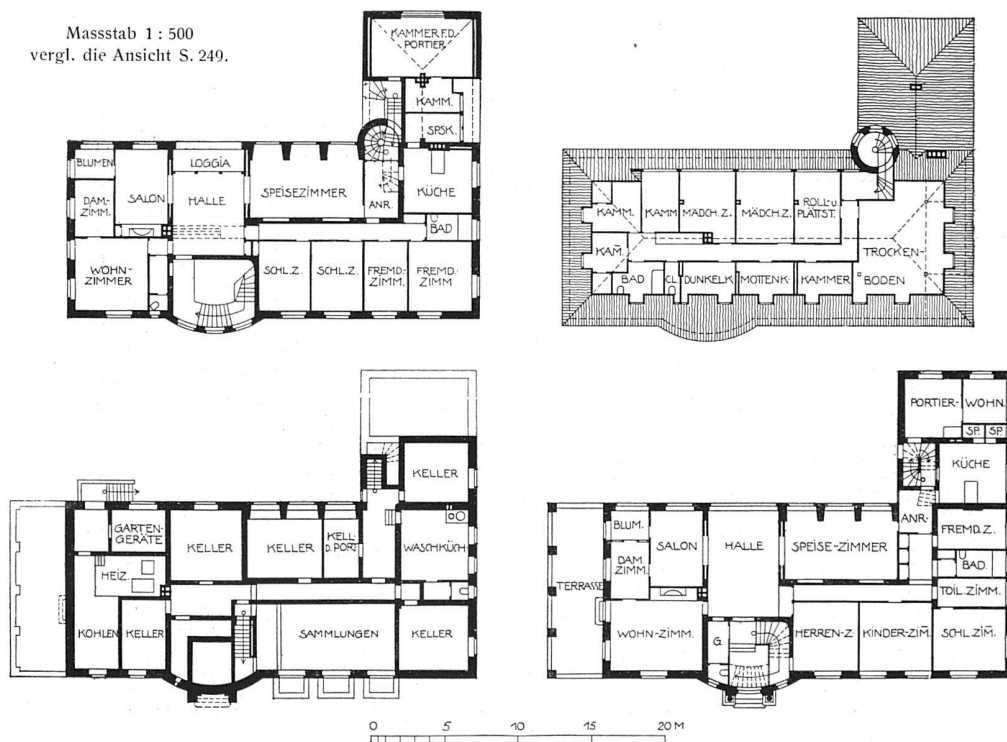 Massstab 1 : 500
vergl. die Ansicht S. 249.
KAMMER F. D.
PORTIER
KAMM.
SPSK.
BLUMEN
LOGGIA
DAM-
ZIMM.
SALON
HALLE
SPEISEZIMMER
ANR.
KÜCHE
BAD
WOHN-
ZIMMER
SCHL.Z.
SCHL.Z.
FREMD.-
ZIMM.
FREMD.-
ZIMM
KAMM.
KAMM.
MÄDCH. Z.
MÄDCH. Z.
ROLL-u.
PLÄTTST.
KAM̅.
TROCKEN-
BODEN
BAD
CL
DUNKELK.
MOTTENK.
KAMMER
KELLER
GARTEN-
GERÄTE
KELLER
KELLER
KELL.
D. PORT.
WASCHKÜCH.
HEIZ.
KOHLEN
KELLER
SAMMLUNGEN
KELLER
PORTIER-
WOHN.
SP.
SP.
KÜCHE
BLUM.
ANR.
FREMD. Z.
DAM.
ZIMM.
SALON
HALLE
SPEISE-ZIMMER
BAD.
TERRASSE
TOIL. ZIMM.
WOHN-ZIMM.
G.
HERREN-Z
KINDER-ZIM̅.
SCHL. ZIM̅.
0 5 10 15 20 M